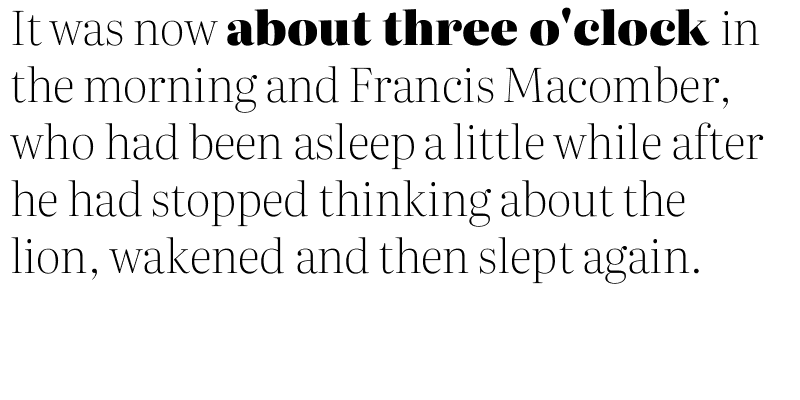 It was now about three o'clock in
the morning and Francis Macomber,
who had been asleep a little while after
he had stopped thinking about the
lion, wakened and then slept again.